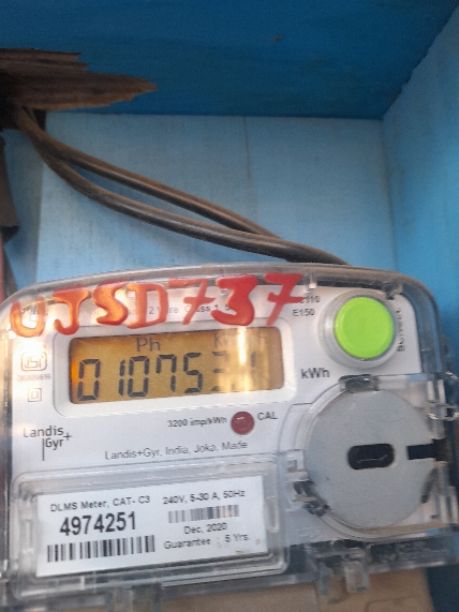 UJSD737
E150
Ph
kWh
3200 imp/kWh CAL
Landis
Gyr+
Landis+Gyr, India, Joka, Made
DLMS Meter, CAT- C3 240V, 5-30 A, 50Hz
4974251
Dec. 2020
Guarantee : 5 Yrs.